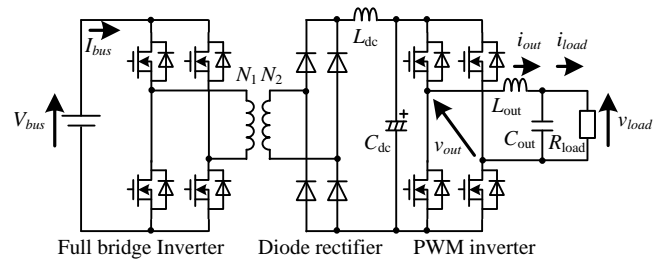 I_bus
V_bus
N_1 N_2
L_dc
C_dc
+
v_out
i_out
i_load
L_out
C_out
R_load
v_load
Full bridge Inverter
Diode rectifier
PWM inverter